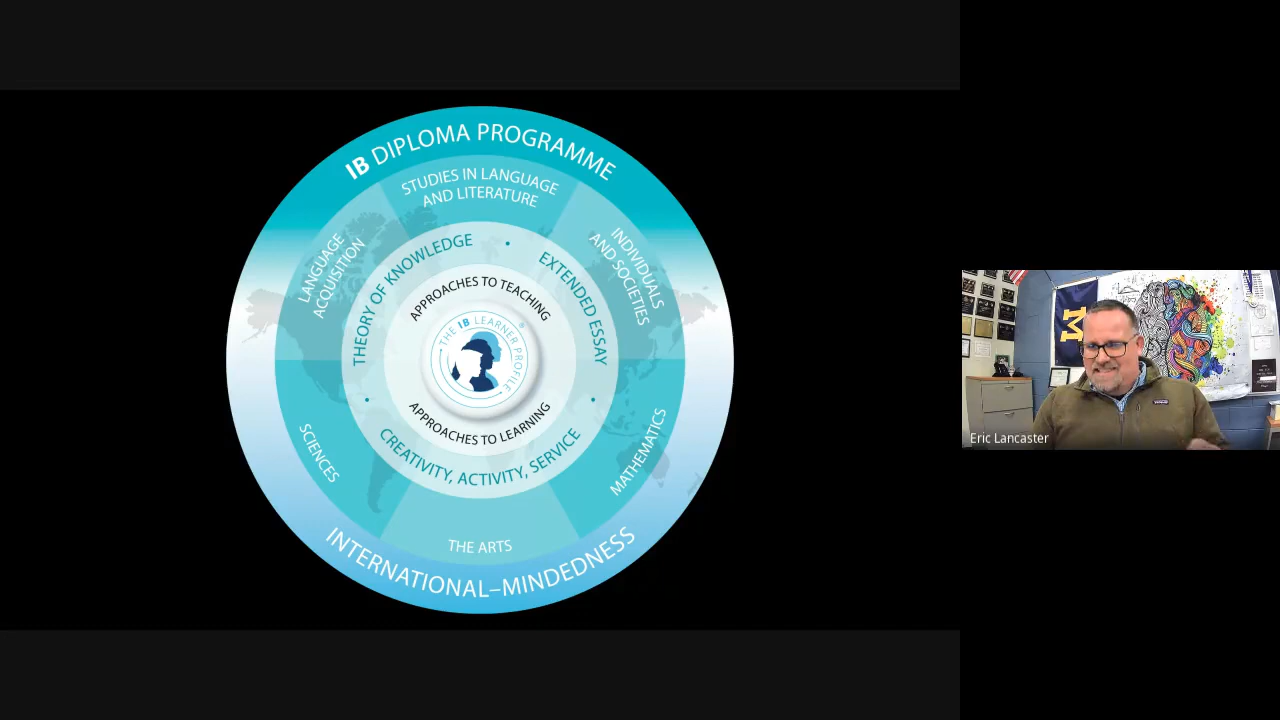 IB DIPLOMA PROGRAMME
STUDIES IN LANGUAGE
AND LITERATURE
LANGUAGE
ACQUISITION
INDIVIDUALS
AND SOCIETIES
THEORY OF KNOWLEDGE
EXTENDED ESSAY
APPROACHES TO TEACHING
THE IB LEARNER PROFILE
APPROACHES TO LEARNING
CREATIVITY, ACTIVITY, SERVICE
SCIENCES
MATHEMATICS
THE ARTS
INTERNATIONAL–MINDEDNESS
M
Eric Lancaster